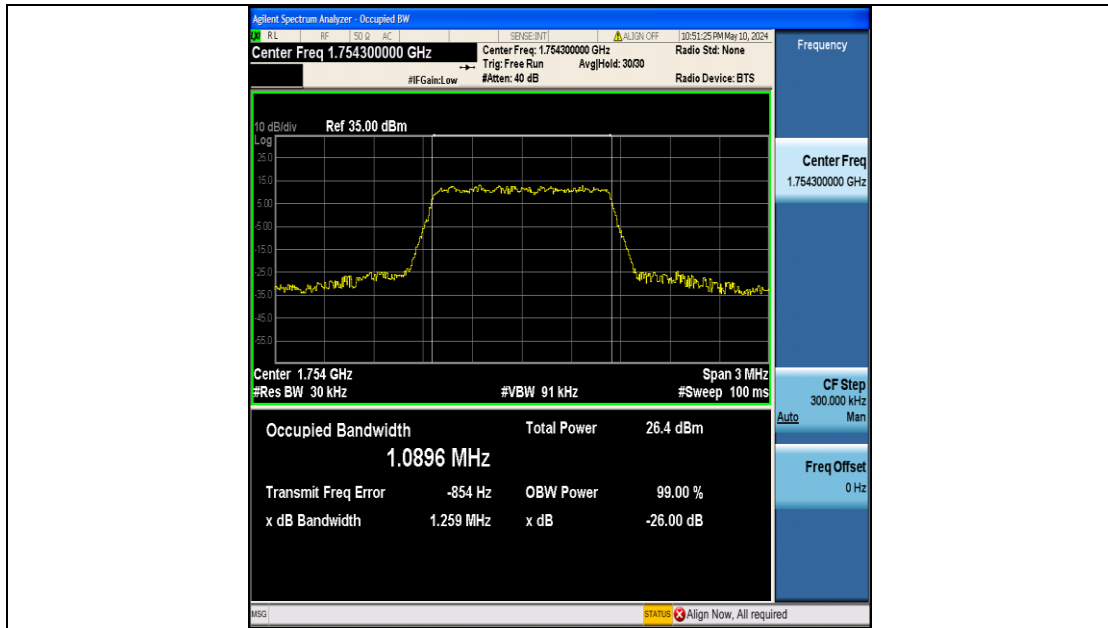 Agilent Spectrum Analyzer - Occupied BW
RL RF 50 Ω AC SENSE:INT ALIGN OFF 10:51:25 PM May 10, 2024
Center Freq 1.754300000 GHz
Center Freq: 1.754300000 GHz
Radio Std: None
Trig: Free Run Avg|Hold: 30/30
#IFGain:Low #Atten: 40 dB Radio Device: BTS
Frequency
10 dB/div Ref 35.00 dBm
Log
25.0
15.0
5.00
-5.00
-15.0
-25.0
-35.0
-45.0
-55.0
Center 1.754 GHz Span 3 MHz
#Res BW 30 kHz #VBW 91 kHz #Sweep 100 ms
Center Freq
1.754300000 GHz
CF Step
300.000 kHz
Auto Man
Freq Offset
0 Hz
Occupied Bandwidth Total Power 26.4 dBm
1.0896 MHz
Transmit Freq Error -854 Hz OBW Power 99.00 %
x dB Bandwidth 1.259 MHz x dB -26.00 dB
MSG STATUS Align Now, All required